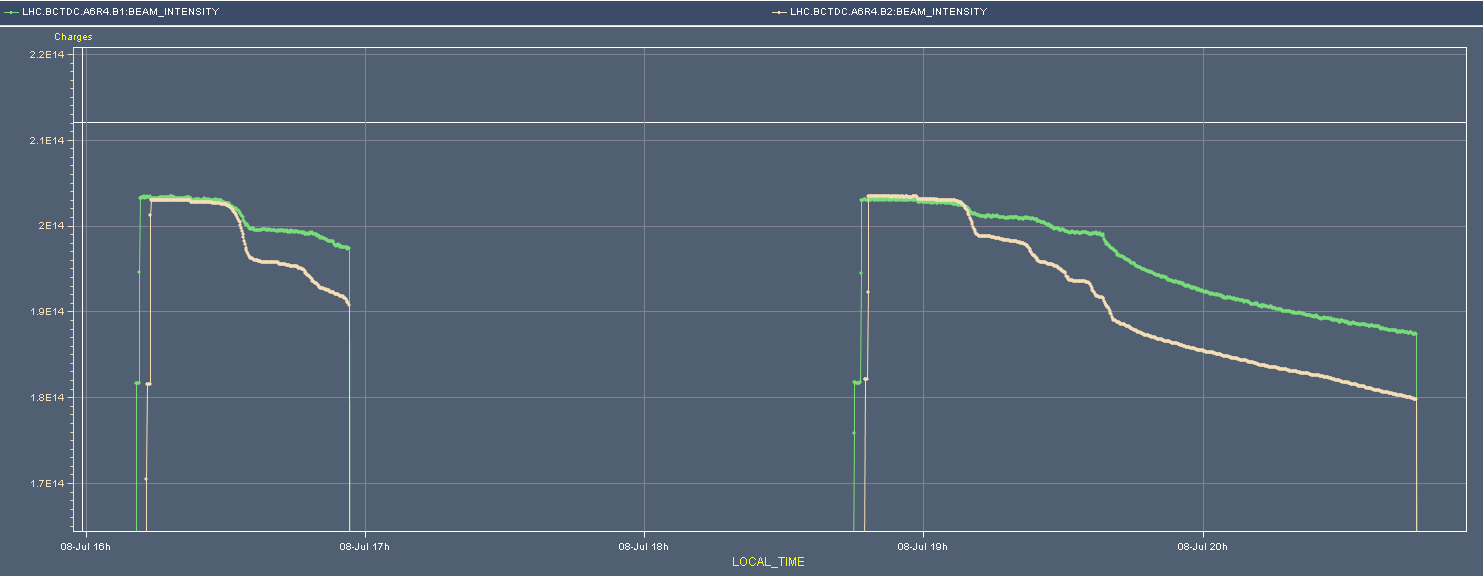 LHC.BCTDC.A6R4.B1:BEAM_INTENSITY LHC.BCTDC.A6R4.B2:BEAM_INTENSITY
Charges
2.2E14
2.1E14
2E14
1.9E14
1.8E14
1.7E14
08-Jul 16h 08-Jul 17h 08-Jul 18h 08-Jul 19h 08-Jul 20h
LOCAL_TIME